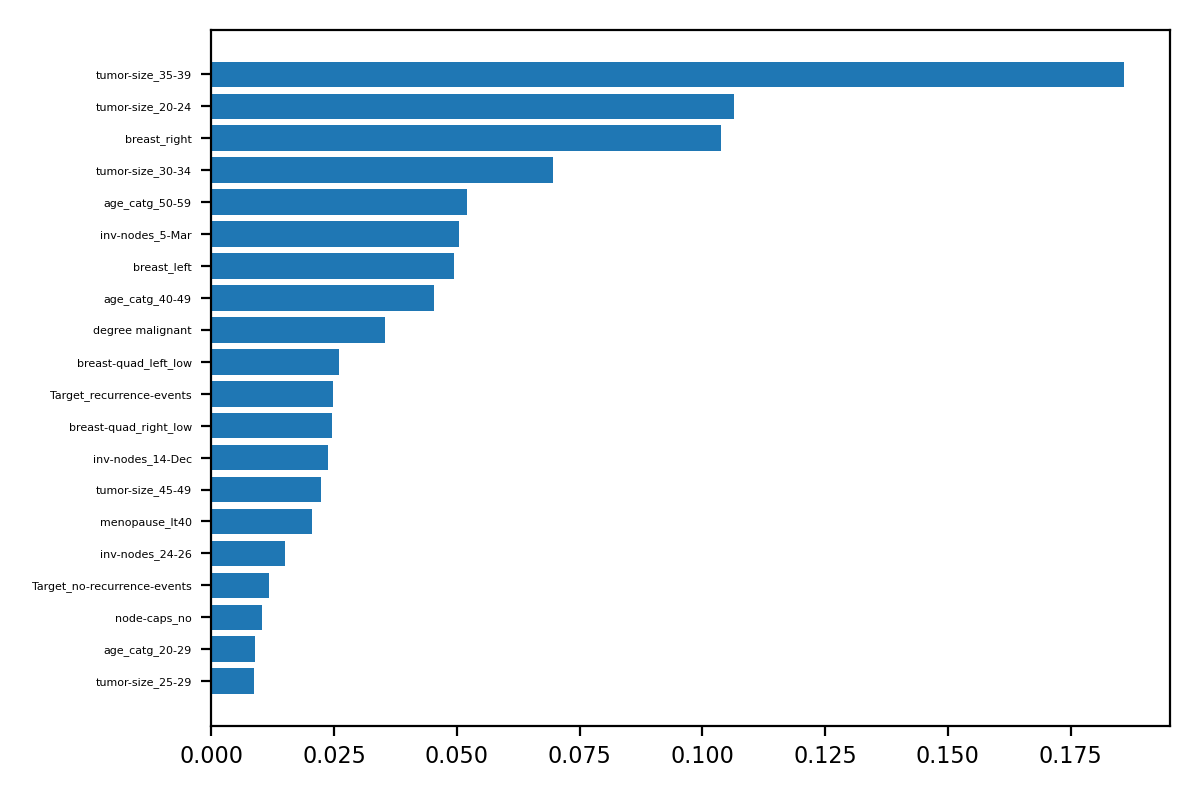 tumor-size_35-39
tumor-size_20-24
breast_right
tumor-size_30-34
age_catg_50-59
inv-nodes_5-Mar
breast_left
age_catg_40-49
degree malignant
breast-quad_left_low
Target_recurrence-events
breast-quad_right_low
inv-nodes_14-Dec
tumor-size_45-49
menopause_lt40
inv-nodes_24-26
Target_no-recurrence-events
node-caps_no
age_catg_20-29
tumor-size_25-29
0.000 0.025 0.050 0.075 0.100 0.125 0.150 0.175